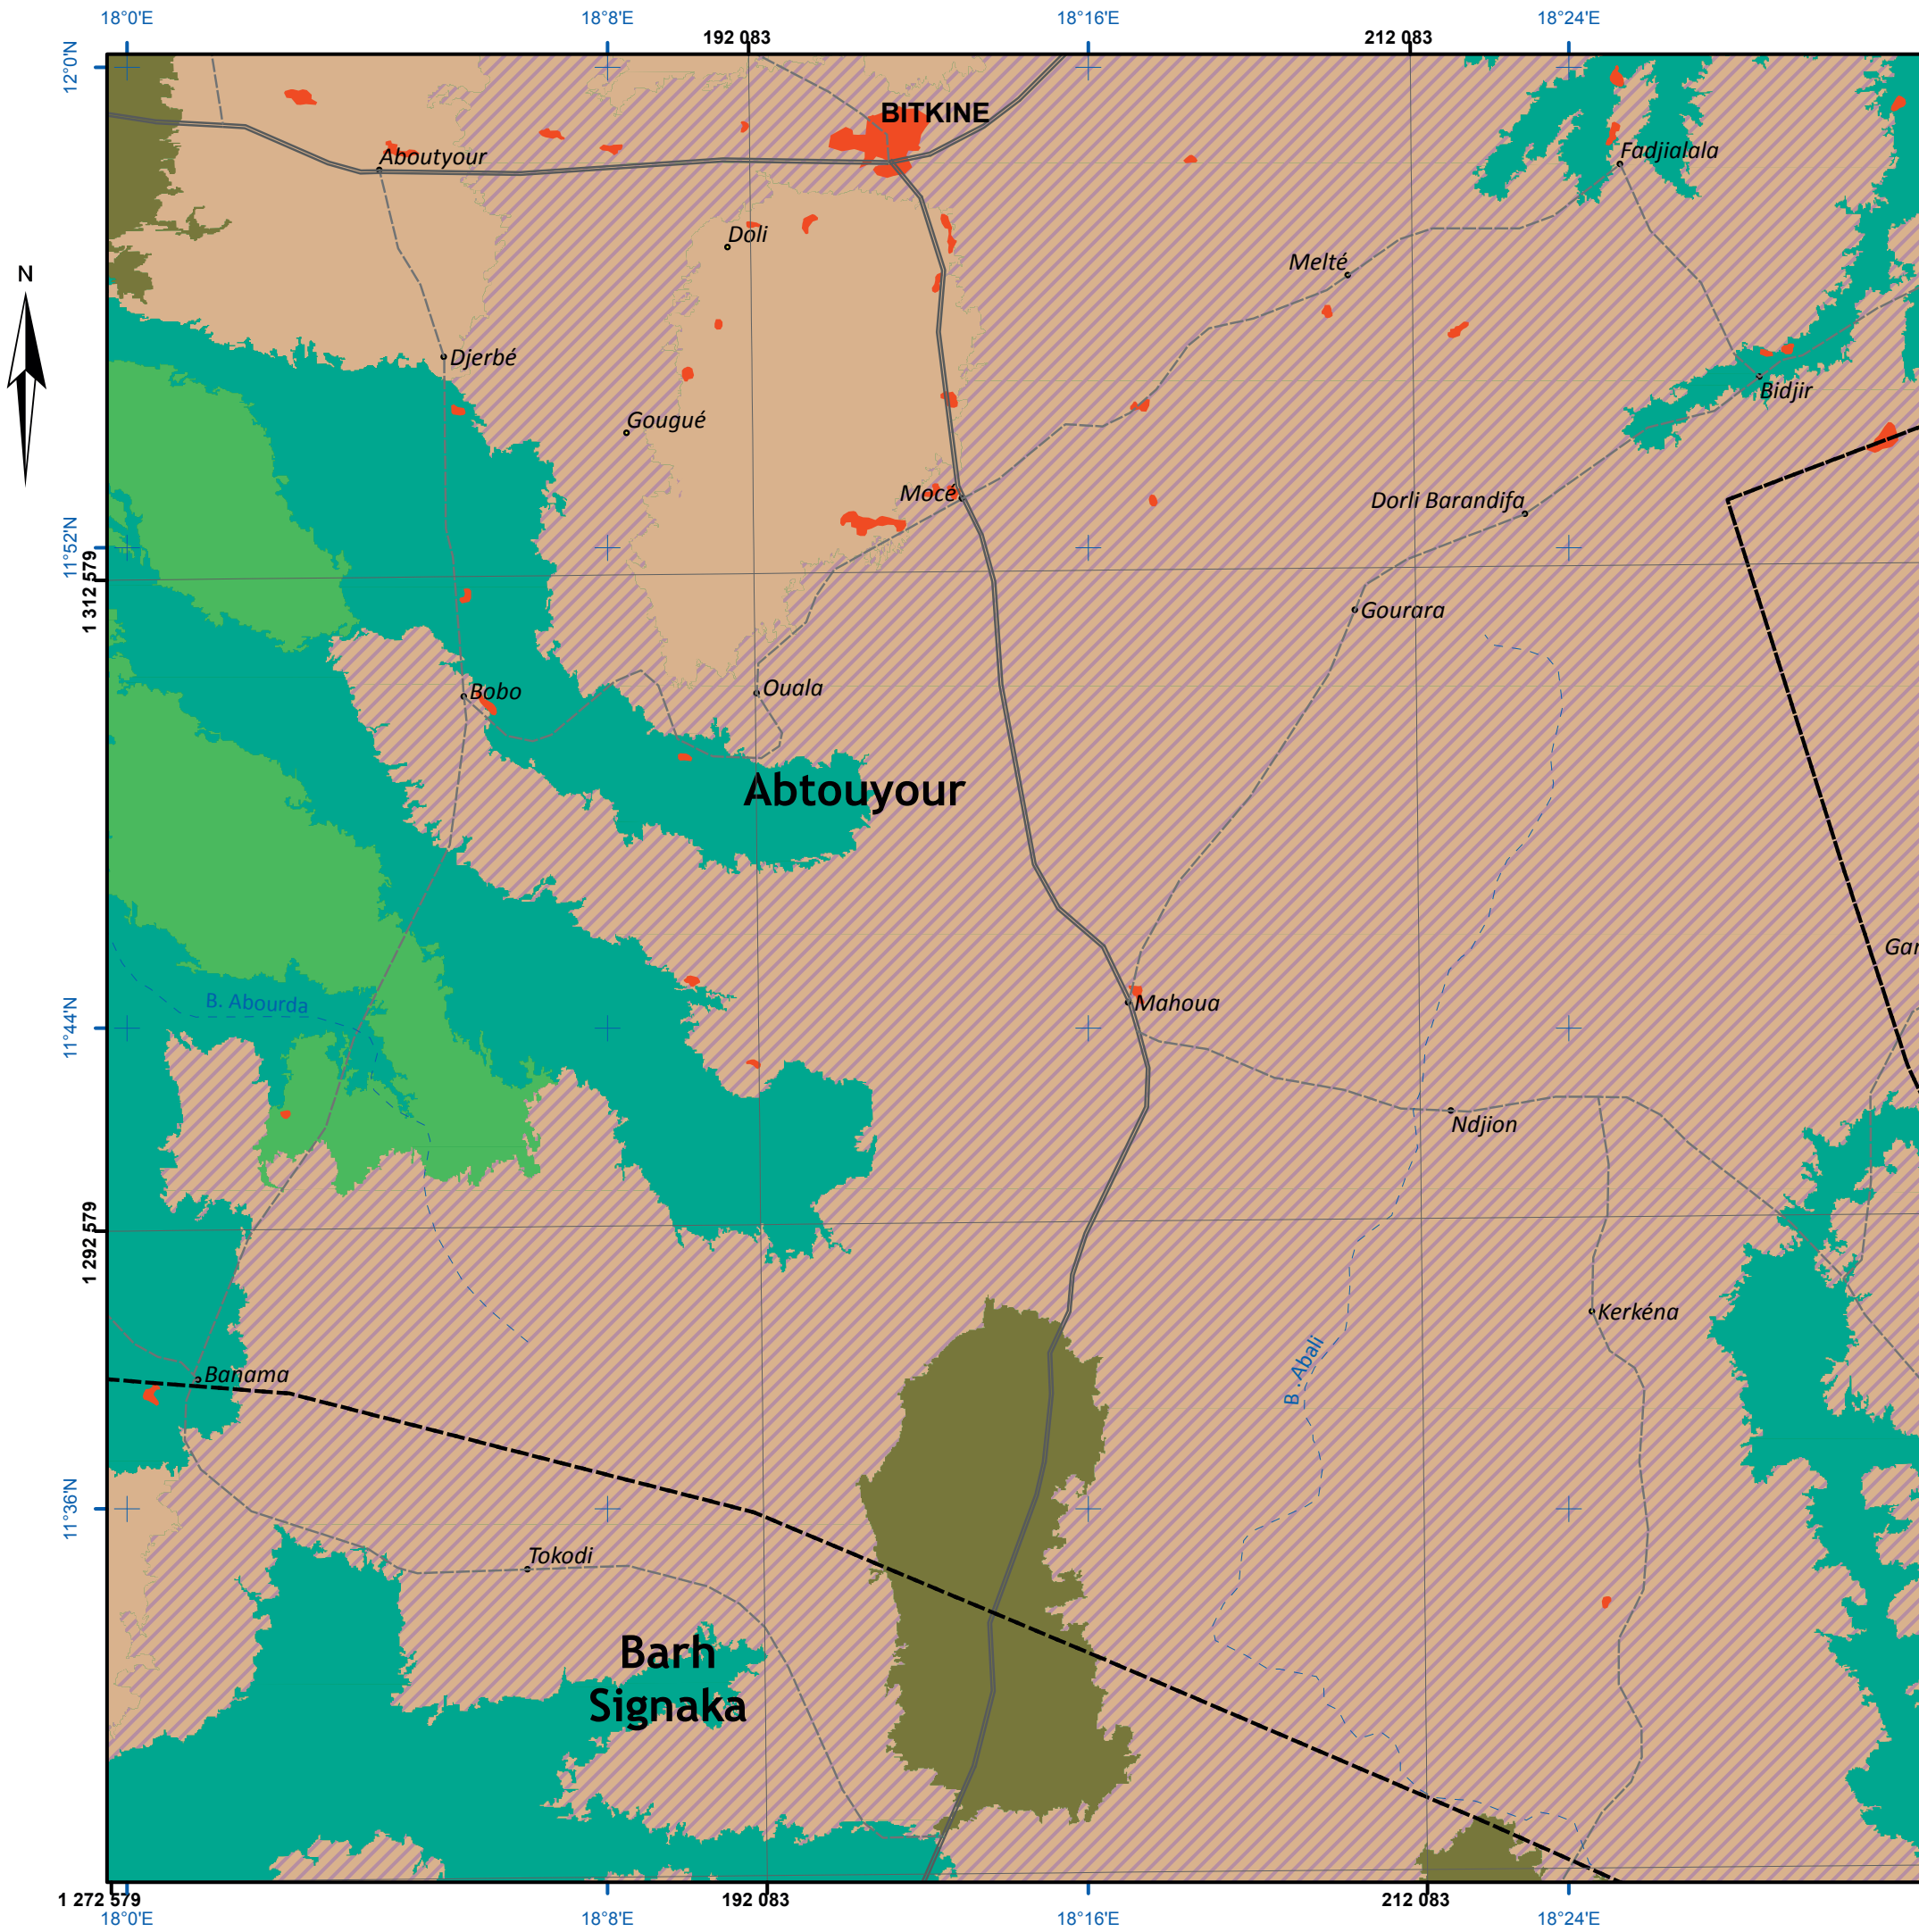 18°0'E
18°8'E
18°16'E
18°24'E
192 083
212 083
12°0'N
BITKINE
Aboutyour
Fadjialala
Doli
Melté
N
Djerbé
Bidjir
Gougué
Mocé
Dorli Barandifa
11°52'N
1 312 579
Gourara
Bobo
Ouala
Abtouyour
Gar
B. Abourda
Mahoua
11°44'N
Ndjion
1 292 579
Kerkéna
B . Abali
Banama
11°36'N
Tokodi
Barh
Signaka
1 272 579
192 083
212 083
18°0'E
18°8'E
18°16'E
18°24'E